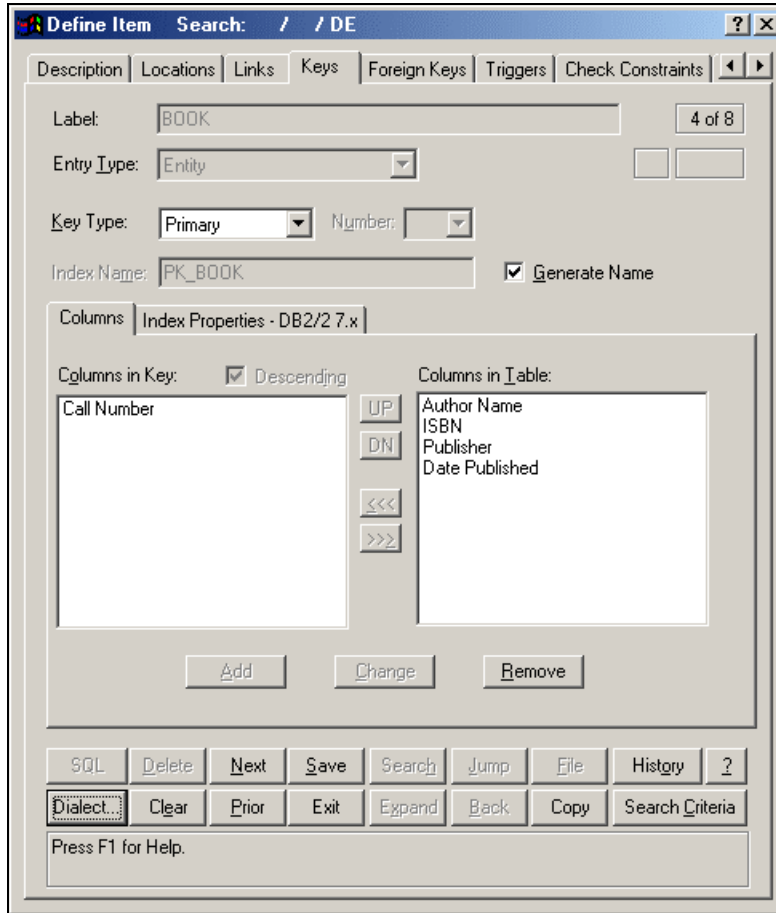 Define Item Search: / / DE
Description Locations Links Keys Foreign Keys Triggers Check Constraints
Label: BOOK 4 of 8
Entry Type: Entity
Key Type: Primary Number:
Index Name: PK_BOOK Generate Name
Columns Index Properties - DB2/2 7.x
Columns in Key: Descending Columns in Table:
Call Number UP Author Name
ISBN
DN Publisher
Date Published
<<<
>>>
Add Change Remove
SQL Delete Next Save Search Jump File History ?
Dialect... Clear Prior Exit Expand Back Copy Search Criteria
Press F1 for Help.